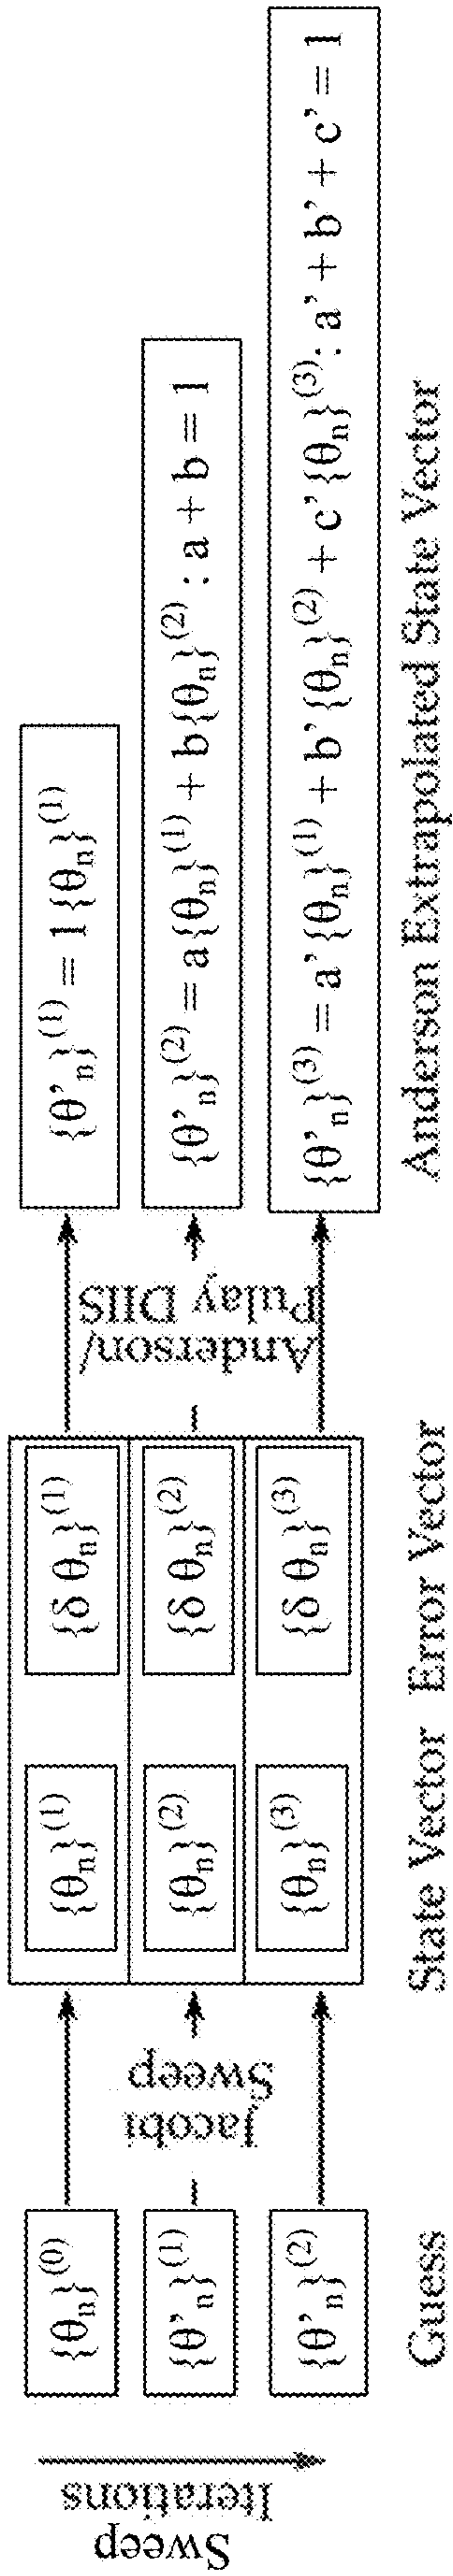 Sweep
Iterations
{θₙ}⁽⁰⁾
{θ'ₙ}⁽¹⁾
{θ'ₙ}⁽²⁾
Guess
Jacobi
Sweep
{θₙ}⁽¹⁾
{δ θₙ}⁽¹⁾
{θₙ}⁽²⁾
{δ θₙ}⁽²⁾
{θₙ}⁽³⁾
{δ θₙ}⁽³⁾
State Vector
Error Vector
Anderson/
Pulay DIIS
{θ'ₙ}⁽¹⁾ = 1 {θₙ}⁽¹⁾
{θ'ₙ}⁽²⁾ = a{θₙ}⁽¹⁾ + b{θₙ}⁽²⁾ : a + b = 1
{θ'ₙ}⁽³⁾ = a'{θₙ}⁽¹⁾ + b'{θₙ}⁽²⁾ + c'{θₙ}⁽³⁾: a' + b' + c' = 1
Anderson Extrapolated State Vector